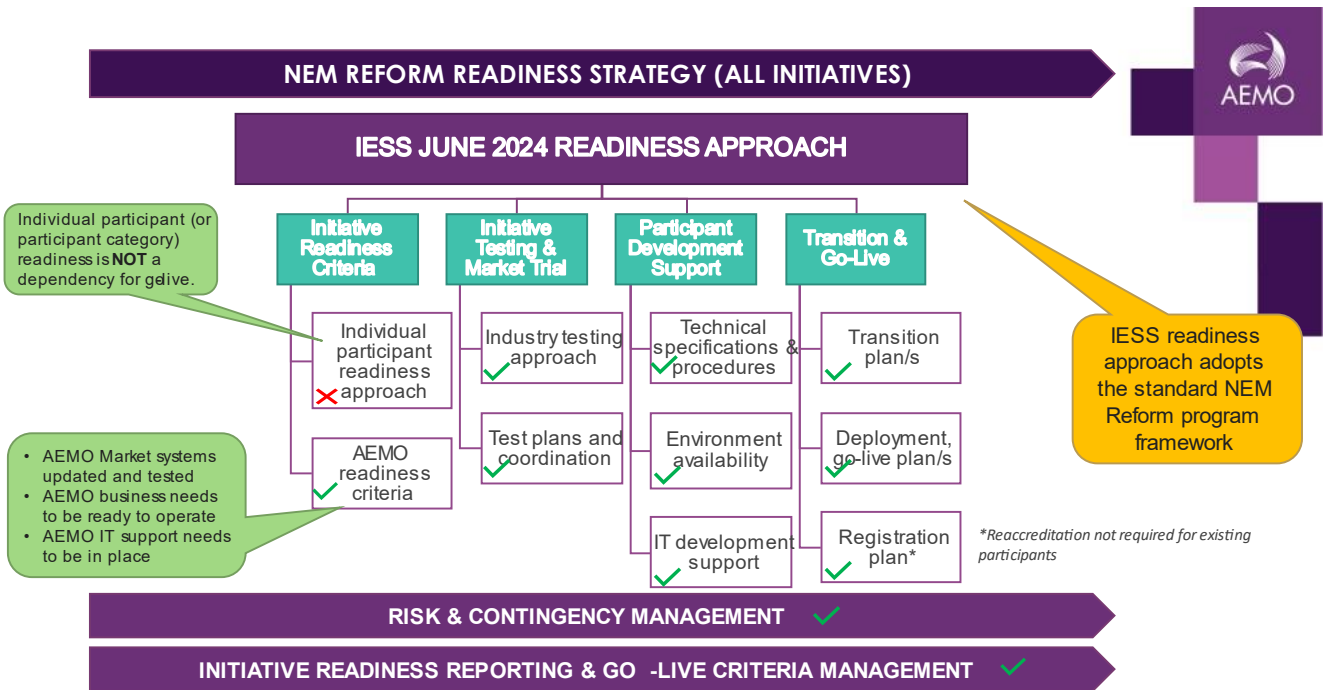 NEM REFORM READINESS STRATEGY (ALL INITIATIVES)
AEMO
IESS JUNE 2024 READINESS APPROACH
Individual participant (or
participant category)
readiness is NOT a
dependency for gelive.
Initiative
Readiness
Criteria
Initiative
Testing &
Market Trial
Participant
Development
Support
Transition &
Go-Live
Individual
participant
readiness
approach
AEMO
readiness
criteria
Industry testing
approach
Test plans and
coordination
Technical
specifications &
procedures
Environment
availability
IT development
support
Transition
plan/s
Deployment,
go-live plan/s
Registration
plan*
• AEMO Market systems
updated and tested
• AEMO business needs
to be ready to operate
• AEMO IT support needs
to be in place
IESS readiness
approach adopts
the standard NEM
Reform program
framework
*Reaccreditation not required for existing
participants
RISK & CONTINGENCY MANAGEMENT
INITIATIVE READINESS REPORTING & GO -LIVE CRITERIA MANAGEMENT